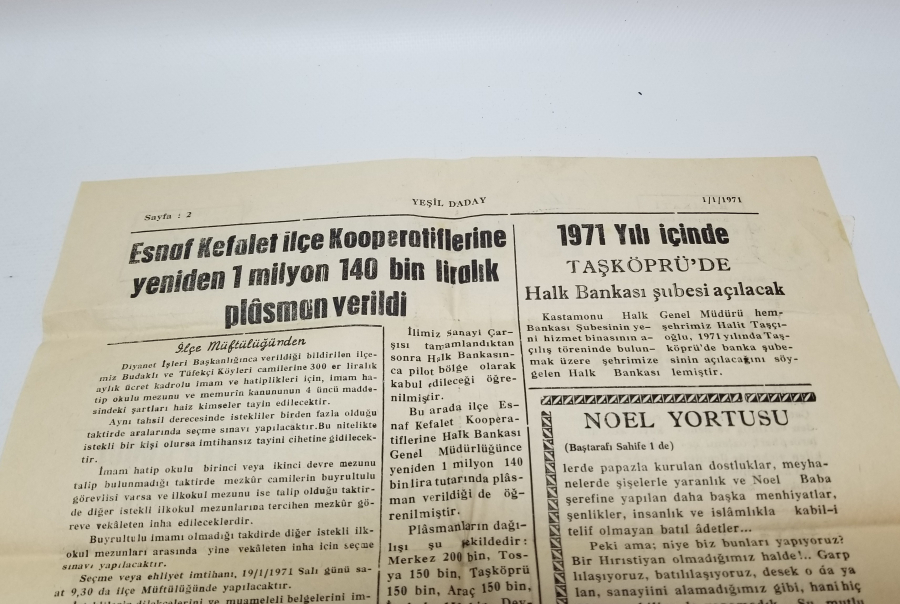 Sayfa : 2
YEŞİL DADAY
1/1/1971
Esnaf Kefalet ilçe Kooperatiflerine
yeniden 1 milyon 140 bin liralık
plâsman verildi
İlçe Müftülüğünden
Diyanet İşleri Başkanlığınca verildiği bildirilen ilçe-
miz Budaklı ve Tüfekçi Köyleri camilerine 300 er liralık
aylık ücret kadrolu imam ve hatiplikleri için, imam ha-
tip okulu mezunu ve memurin kanununun 4 üncü madde-
sindeki şartları haiz kimseler tayin edilecektir.
Aynı tahsil derecesinde istekliler birden fazla olduğu
taktirde aralarında seçme sınavı yapılacaktır.Bu nitelikte
istekli bir kişi olursa imtihansız tayini cihetine gidilecek-
tir.
İmam hatip okulu birinci veya ikinci devre mezunu
talip bulunmadığı taktirde mezkûr camilerin buyrultulu
görevlisi varsa ve ilkokul mezunu ise talip olduğu taktir-
de diğer istekli ilkokul mezunlarına tercihen mezkûr gö-
reve vekâleten inha edileceklerdir.
Buyrultulu imamı olmadığı takdirde diğer istekli ilk-
okul mezunları arasında yine vekâleten inha için seçme
sınavı yapılacaktır.
Seçme veya ehliyet imtihanı, 19/1/1971 Salı günü sa-
at 9,30 da ilçe Müftülüğünde yapılacaktır.
dilekçelerini ve muameleli belgelerini im-
İlimiz sanayi Çar-
şısı tamamlandıktan
sonra Halk Bankasın-
ca pilot bölge olarak
kabul edileceği öğre-
nilmiştir.
Bu arada ilçe Es-
naf Kefalet Koopera-
tiflerine Halk Bankası
Genel Müdürlüğünce
yeniden 1 milyon 140
bin lira tutarında plâs-
man verildiği de öğ-
renilmiştir.
Plâsmanların dağı-
lışı şu şekildedir:
Merkez 200 bin, Tos-
ya 150 bin, Taşköprü
150 bin, Araç 150 bin,
1971 Yılı içinde
TAŞKÖPRÜ'DE
Halk Bankası şubesi açılacak
Kastamonu Halk
Bankası Şubesinin ye-
ni hizmet binasının a-
çılış töreninde bulun-
mak üzere şehrimize
gelen Halk Bankası
Genel Müdürü hem-
şehrimiz Halit Taşçı-
oğlu, 1971 yılında Taş-
köprü'de banka şube-
sinin açılacağını söy-
lemiştir.
NOEL YORTUSU
(Baştarafı Sahife 1 de)
lerde papazla kurulan dostluklar, meyha-
nelerde şişelerle yaranlık ve Noel Baba
şerefine yapılan daha başka menhiyatlar,
şenlikler, insanlık ve islâmlıkla kabil-i
telif olmayan batıl âdetler...
Peki ama; niye biz bunları yapıyoruz?
Bir Hıristiyan olmadığımız halde!.. Garp
lılaşıyoruz, batılılaşıyoruz, desek o da ya
lan, sanayiini alamadığımız gibi, hani hiç